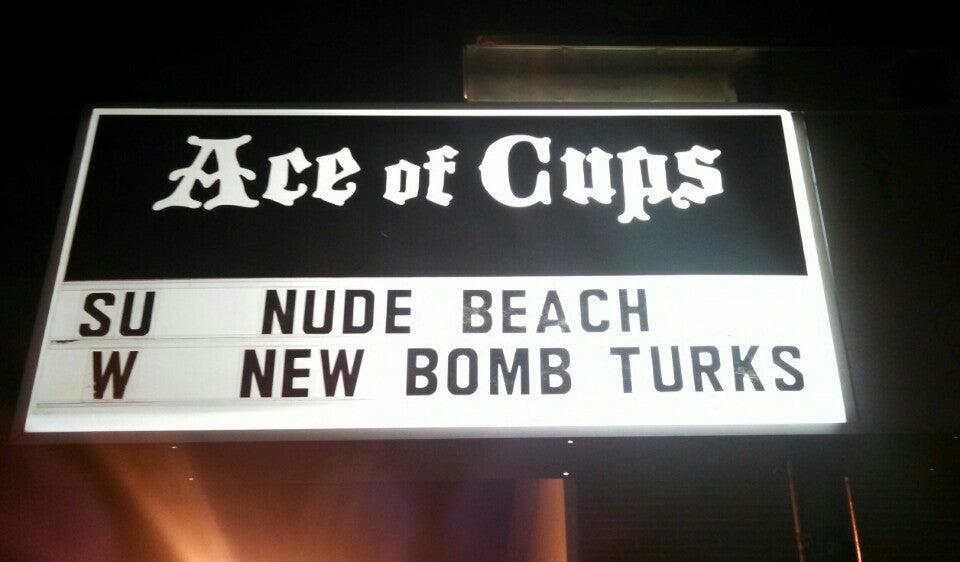 Ace of Cups
SU NUDE BEACH
W NEW BOMB TURKS